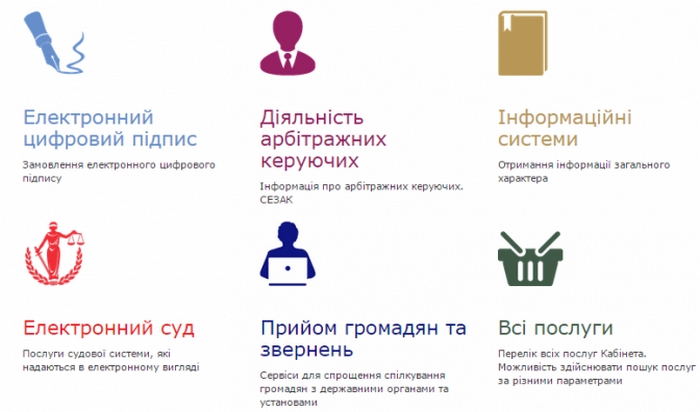 Електронний
цифровий підпис
Замовлення електронного цифрового
підпису
Діяльність
арбітражних
керуючих
Інформація про арбітражних керуючих.
СЕЗАК
Інформаційні
системи
Отримання інформації загального
характера
Електронний суд
Послуги судової системи, які
надаються в електронному вигляді
Прийом громадян та
звернень
Сервіси для спрощення спілкування
громадян з державними органами та
установами
Всі послуги
Перелік всіх послуг Кабінета.
Можливість здійснювати пошук послуг
за різними параметрами